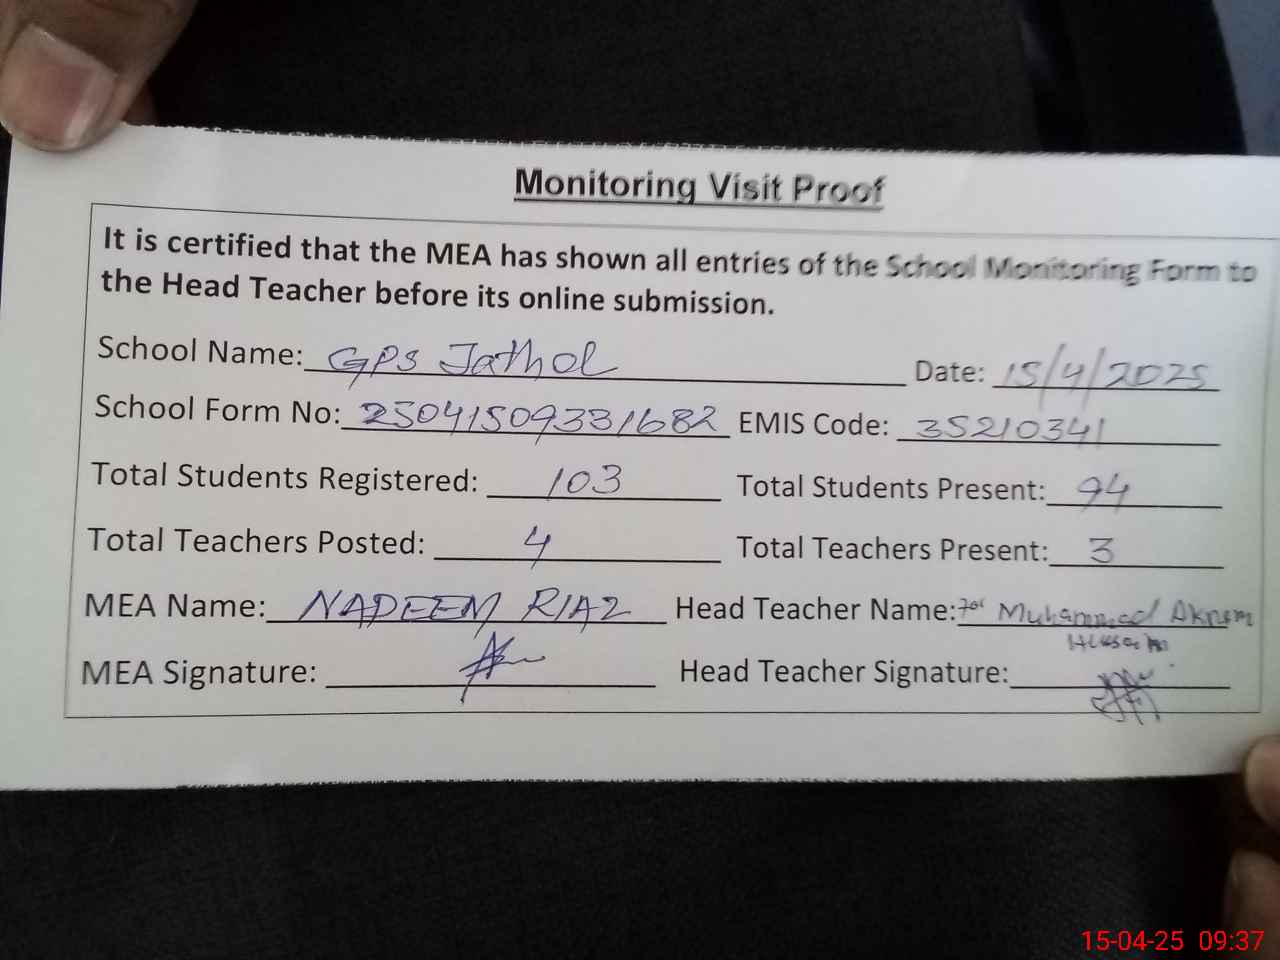 Monitoring Visit Proof
It is certified that the MEA has shown all entries of the School Monitoring Form to
the Head Teacher before its online submission.
School Name: GPS Jathol Date: 15/4/2025
School Form No: 25041509331682 EMIS Code: 35210341
Total Students Registered: 103 Total Students Present: 94
Total Teachers Posted: 4 Total Teachers Present: 3
MEA Name: NADEEM RIAZ Head Teacher Name: for Muhammad Akram
Hussain
MEA Signature: Head Teacher Signature:
15-04-25 09:37